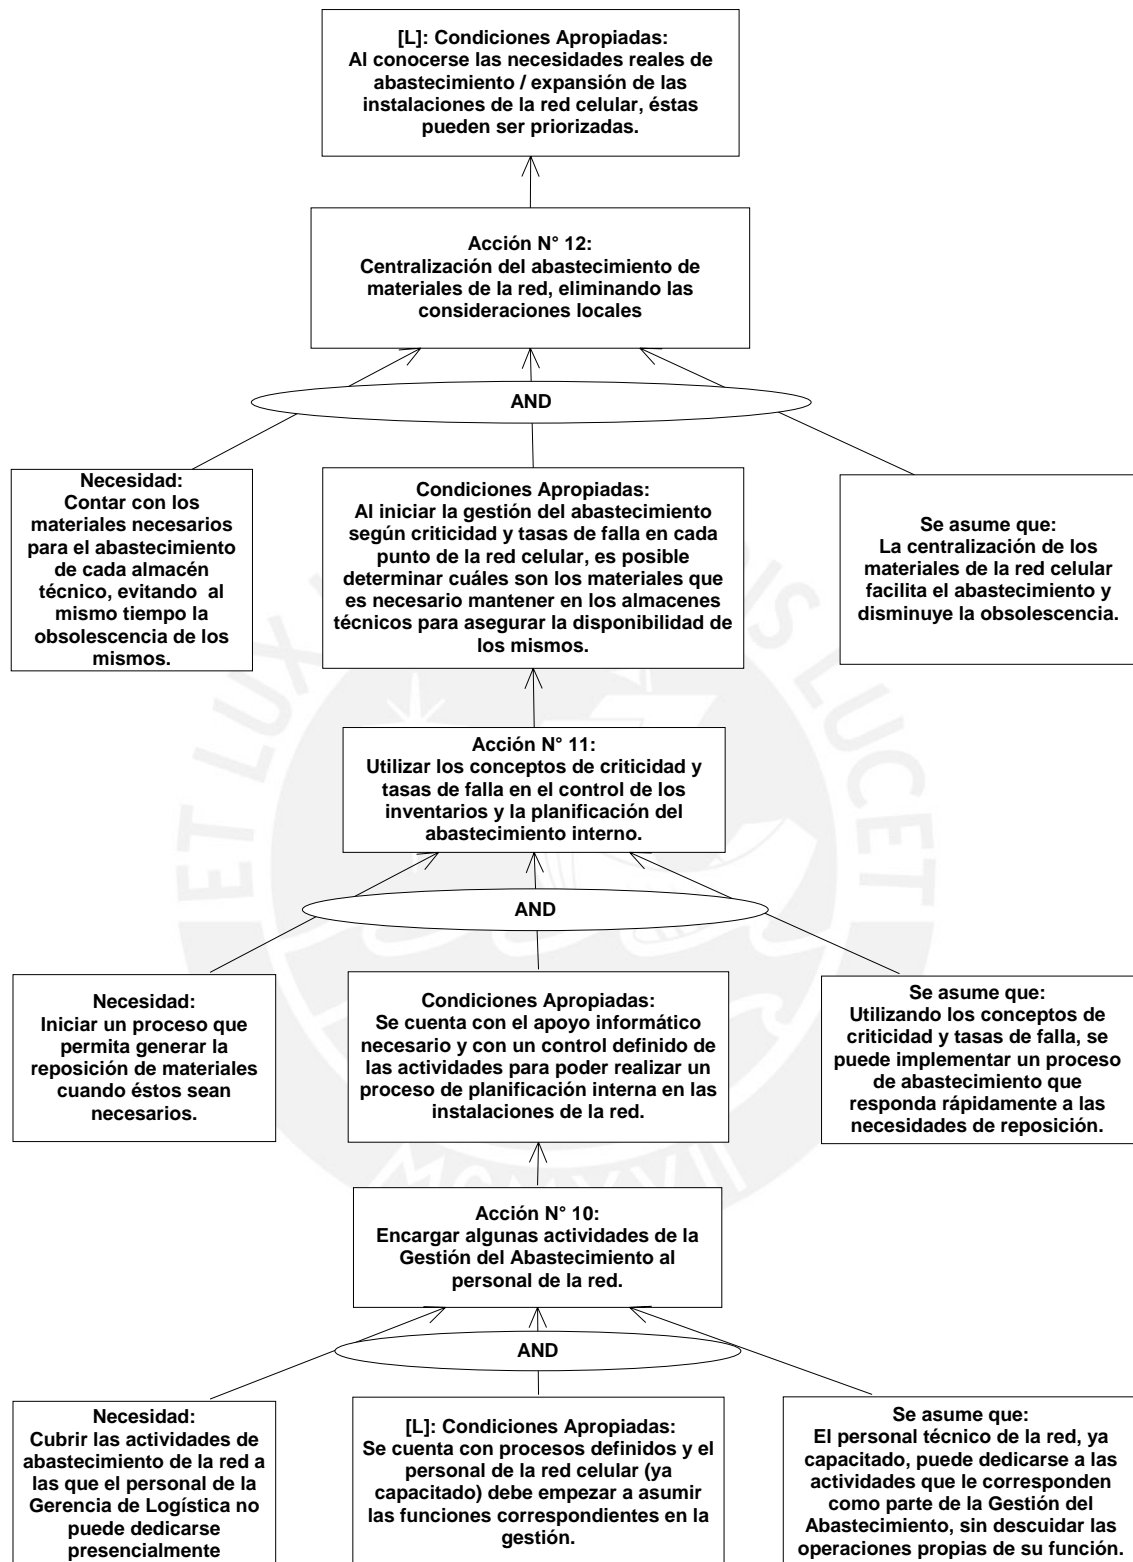 [L]: Condiciones Apropiadas:
Al conocerse las necesidades reales de
abastecimiento / expansión de las
instalaciones de la red celular, éstas
pueden ser priorizadas.
Acción N° 12:
Centralización del abastecimiento de
materiales de la red, eliminando las
consideraciones locales
AND
Necesidad:
Contar con los
materiales necesarios
para el abastecimiento
de cada almacén
técnico, evitando al
mismo tiempo la
obsolescencia de los
mismos.
Condiciones Apropiadas:
Al iniciar la gestión del abastecimiento
según criticidad y tasas de falla en cada
punto de la red celular, es posible
determinar cuáles son los materiales que
es necesario mantener en los almacenes
técnicos para asegurar la disponibilidad de
los mismos.
Se asume que:
La centralización de los
materiales de la red celular
facilita el abastecimiento y
disminuye la obsolescencia.
Acción N° 11:
Utilizar los conceptos de criticidad y
tasas de falla en el control de los
inventarios y la planificación del
abastecimiento interno.
AND
Necesidad:
Iniciar un proceso que
permita generar la
reposición de materiales
cuando éstos sean
necesarios.
Condiciones Apropiadas:
Se cuenta con el apoyo informático
necesario y con un control definido de
las actividades para poder realizar un
proceso de planificación interna en las
instalaciones de la red.
Se asume que:
Utilizando los conceptos de
criticidad y tasas de falla, se
puede implementar un proceso
de abastecimiento que
responda rápidamente a las
necesidades de reposición.
Acción N° 10:
Encargar algunas actividades de la
Gestión del Abastecimiento al
personal de la red.
AND
Necesidad:
Cubrir las actividades de
abastecimiento de la red a
las que el personal de la
Gerencia de Logística no
puede dedicarse
presencialmente
[L]: Condiciones Apropiadas:
Se cuenta con procesos definidos y el
personal de la red celular (ya
capacitado) debe empezar a asumir
las funciones correspondientes en la
gestión.
Se asume que:
El personal técnico de la red, ya
capacitado, puede dedicarse a las
actividades que le corresponden
como parte de la Gestión del
Abastecimiento, sin descuidar las
operaciones propias de su función.